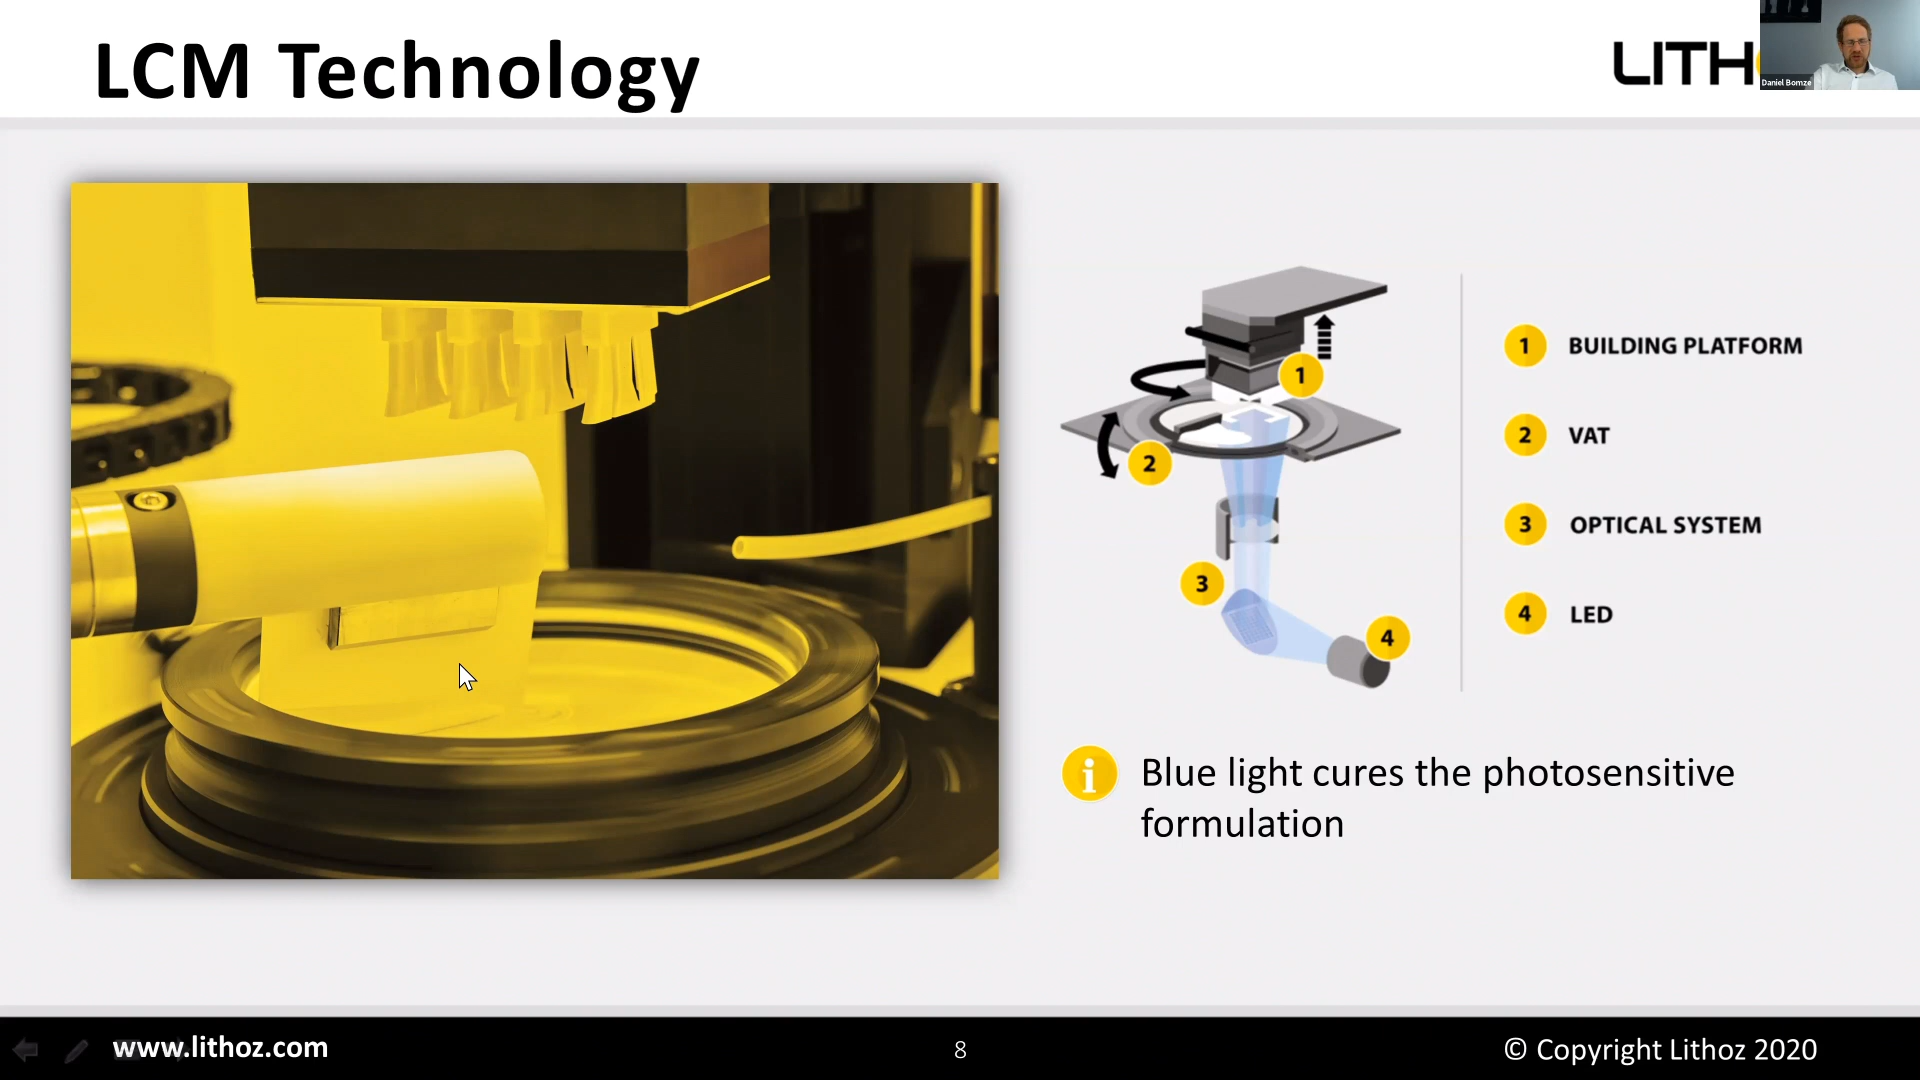 LCM Technology
LITH
Daniel Bomze
1 BUILDING PLATFORM
2 VAT
3 OPTICAL SYSTEM
4 LED
1
2
3
4
i Blue light cures the photosensitive
formulation
www.lithoz.com
8
© Copyright Lithoz 2020